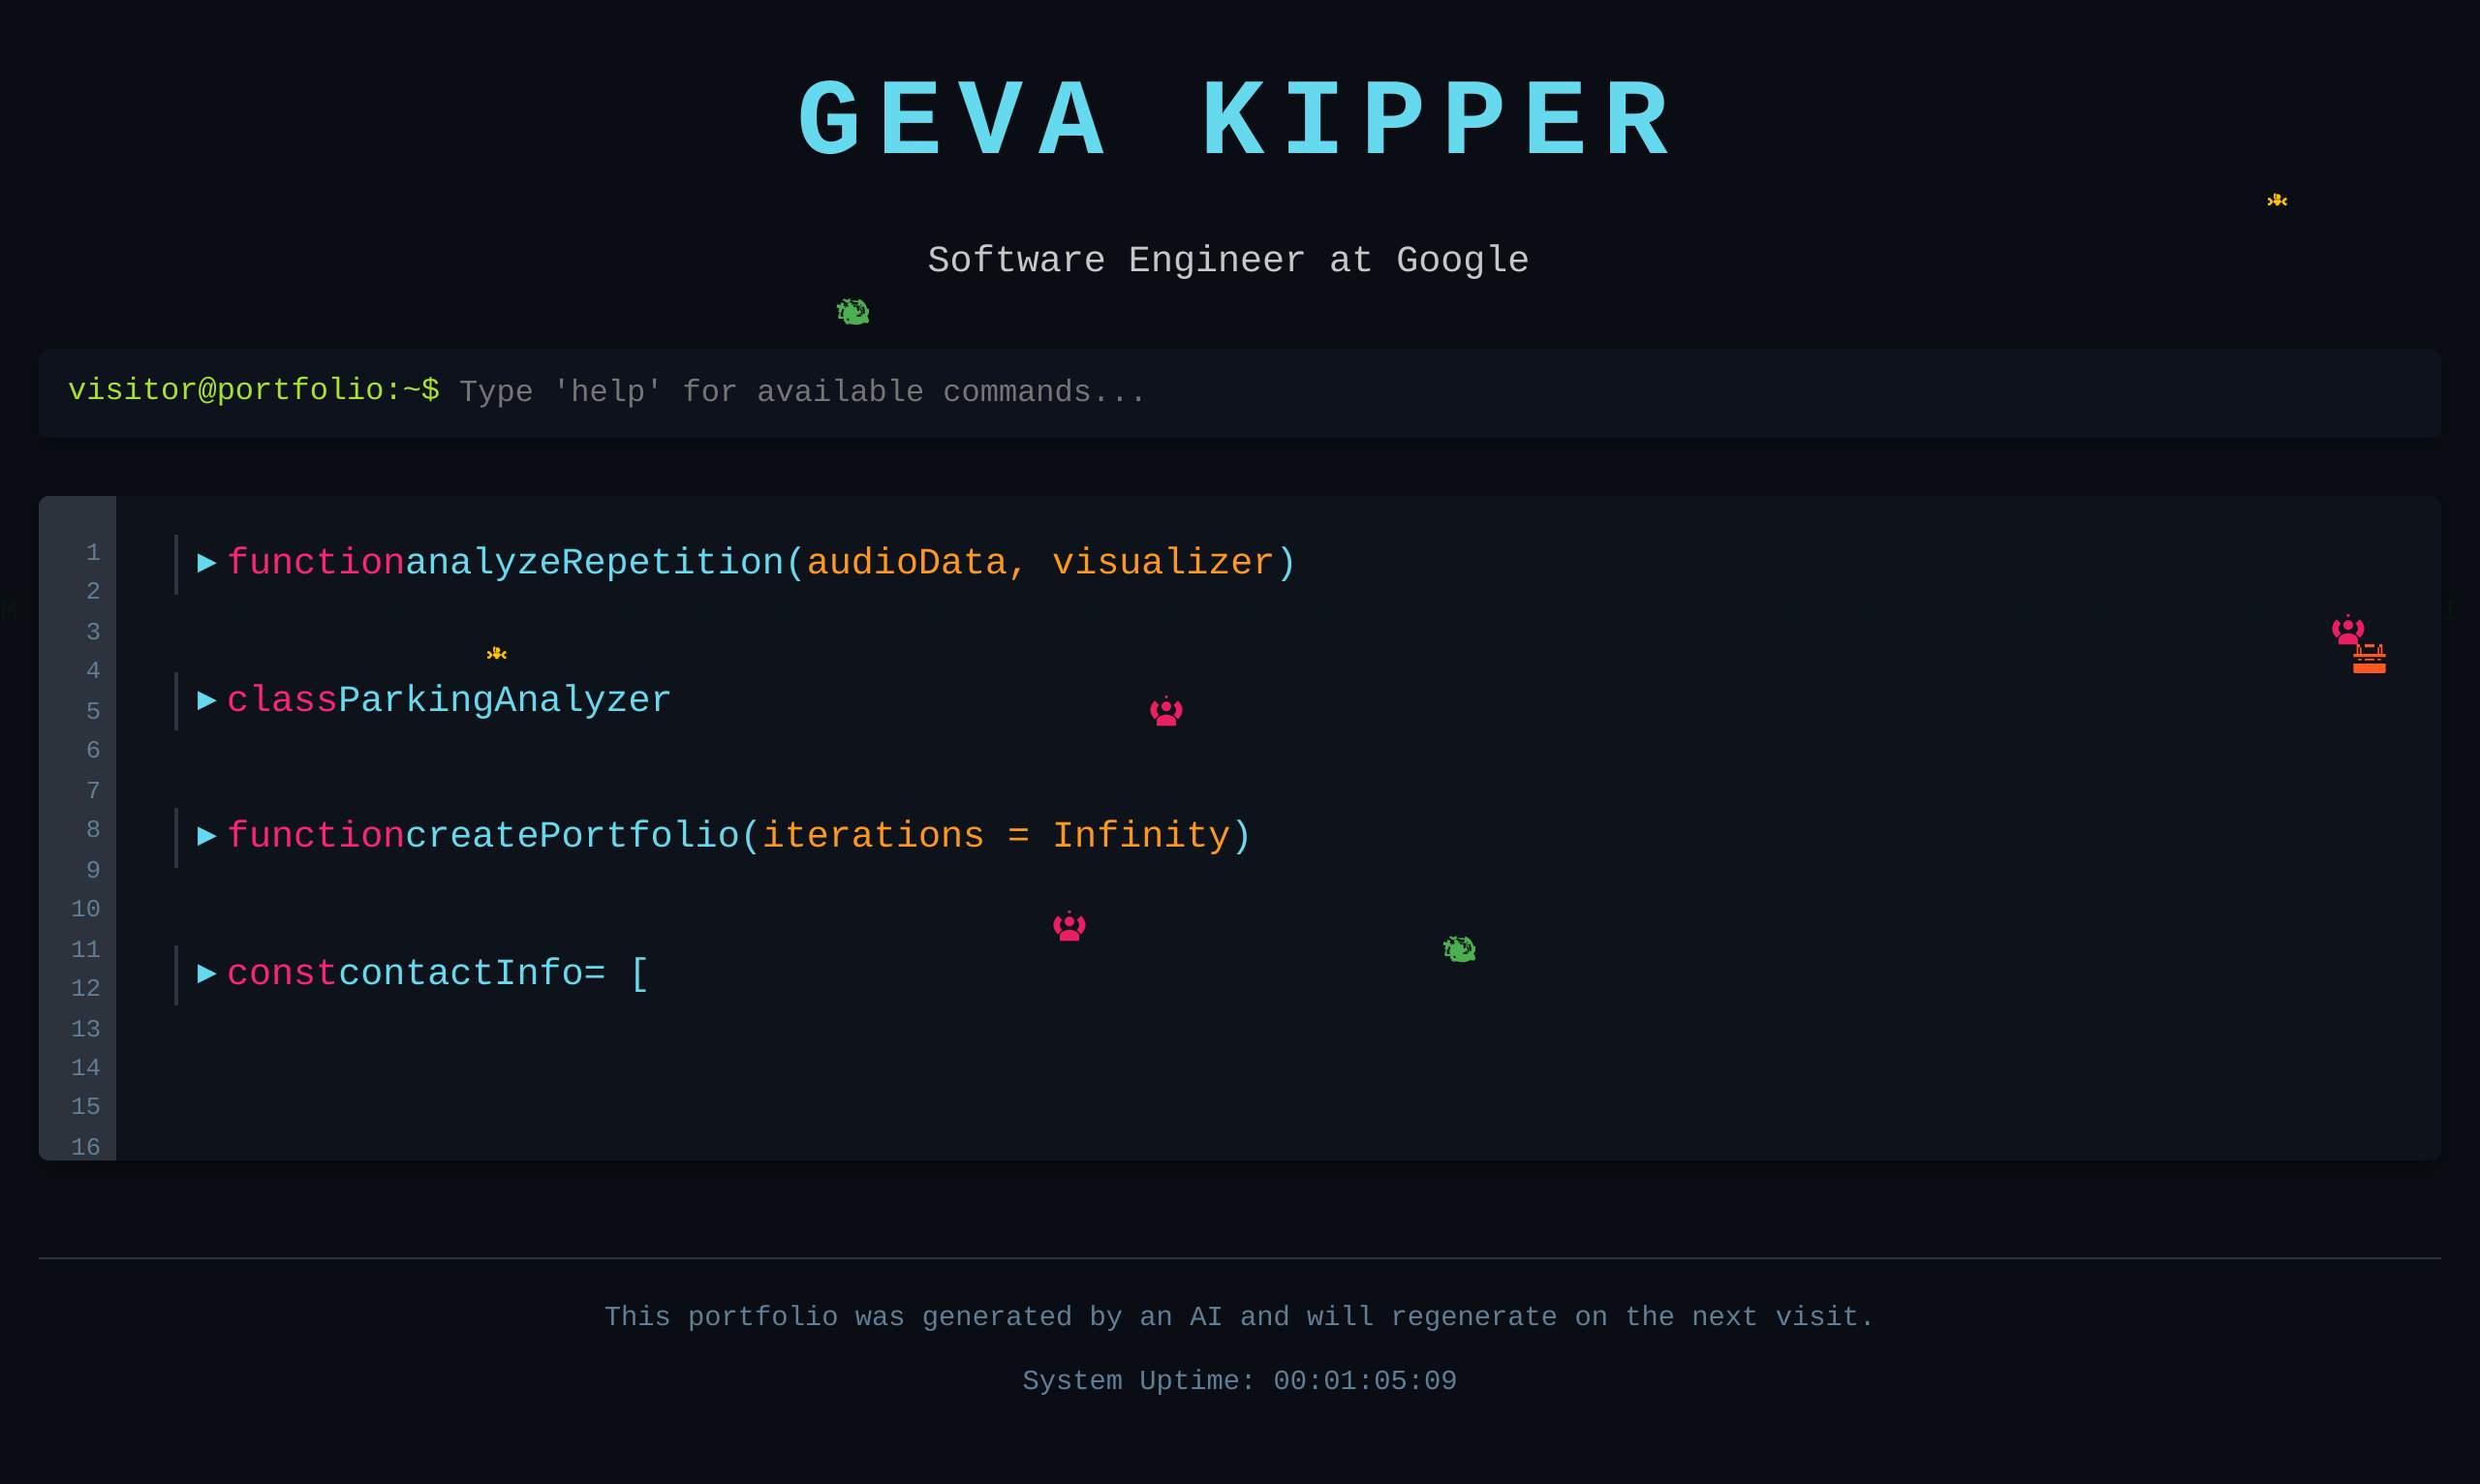 GEVA KIPPER
Software Engineer at Google
visitor@portfolio:~$ Type 'help' for available commands...
1
▶ functionanalyzeRepetition(audioData, visualizer)
2
3
4
▶ classParkingAnalyzer
5
6
7
8
▶ functioncreatePortfolio(iterations = Infinity)
9
10
11
▶ constcontactInfo= [
12
13
14
15
16
This portfolio was generated by an AI and will regenerate on the next visit.
System Uptime: 00:01:05:09